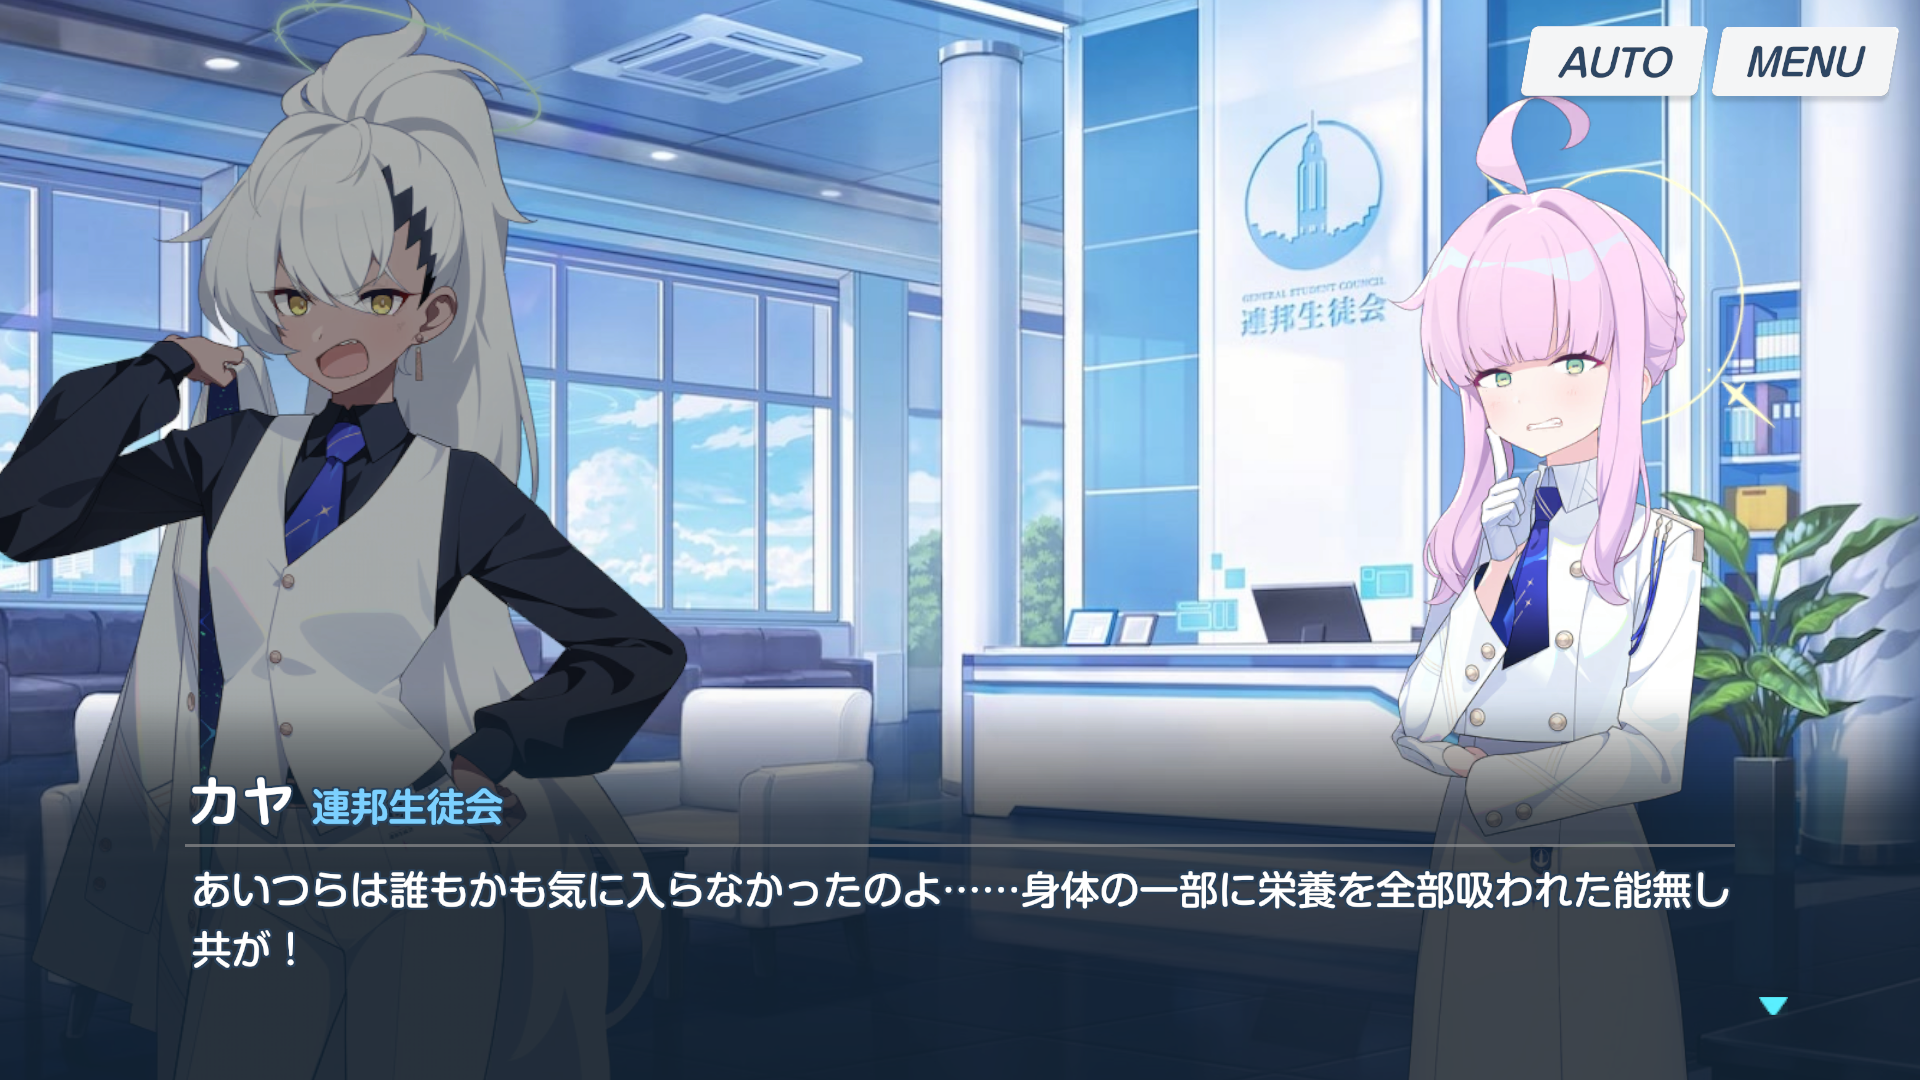 AUTO
MENU
GENERAL STUDENT COUNCIL
連邦生徒会
カヤ 連邦生徒会
あいつらは誰もかも気に入らなかったのよ……身体の一部に栄養を全部吸われた能無し
共が！